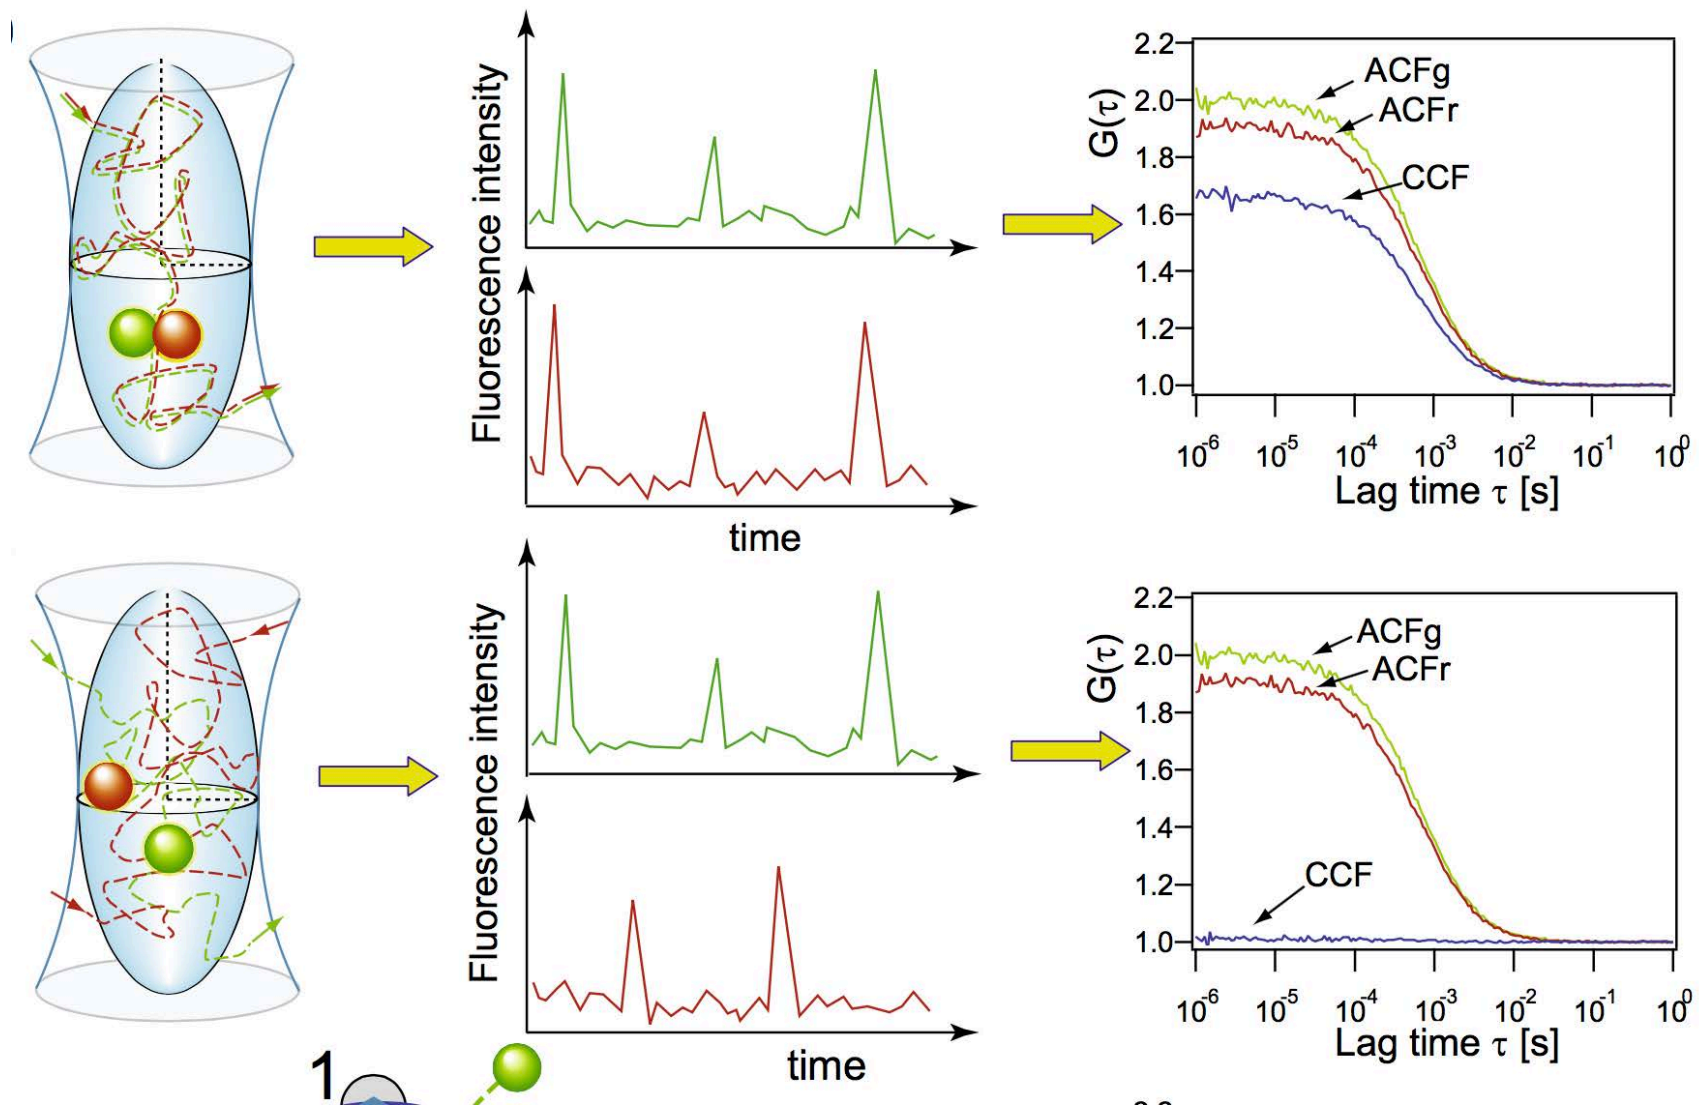 Fluorescence intensity
time
2.2
2.0
1.8
1.6
1.4
1.2
1.0
G(τ)
ACFg
ACFr
CCF
10-6 10-5 10-4 10-3 10-2 10-1 100
Lag time τ [s]
Fluorescence intensity
time
2.2
2.0
1.8
1.6
1.4
1.2
1.0
G(τ)
ACFg
ACFr
CCF
10-6 10-5 10-4 10-3 10-2 10-1 100
Lag time τ [s]
1